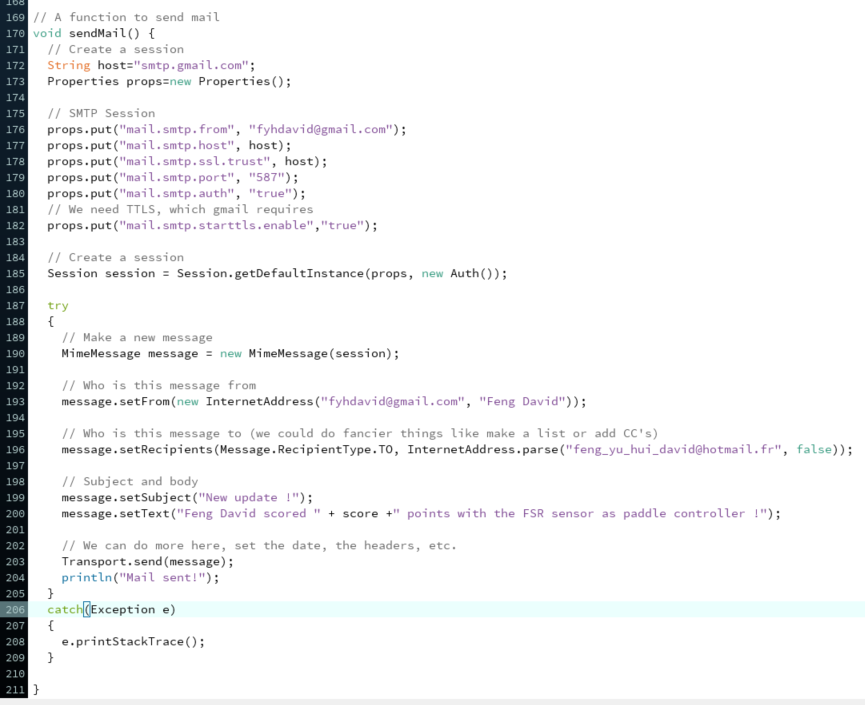 168
169 // A function to send mail
170 void sendMail() {
171   // Create a session
172   String host="smtp.gmail.com";
173   Properties props=new Properties();
174
175   // SMTP Session
176   props.put("mail.smtp.from", "fyhdavid@gmail.com");
177   props.put("mail.smtp.host", host);
178   props.put("mail.smtp.ssl.trust", host);
179   props.put("mail.smtp.port", "587");
180   props.put("mail.smtp.auth", "true");
181   // We need TTLS, which gmail requires
182   props.put("mail.smtp.starttls.enable","true");
183
184   // Create a session
185   Session session = Session.getDefaultInstance(props, new Auth());
186
187   try
188   {
189     // Make a new message
190     MimeMessage message = new MimeMessage(session);
191
192     // Who is this message from
193     message.setFrom(new InternetAddress("fyhdavid@gmail.com", "Feng David"));
194
195     // Who is this message to (we could do fancier things like make a list or add CC's)
196     message.setRecipients(Message.RecipientType.TO, InternetAddress.parse("feng_yu_hui_david@hotmail.fr", false));
197
198     // Subject and body
199     message.setSubject("New update !");
200     message.setText("Feng David scored " + score +" points with the FSR sensor as paddle controller !");
201
202     // We can do more here, set the date, the headers, etc.
203     Transport.send(message);
204     println("Mail sent!");
205   }
206   catch(Exception e)
207   {
208     e.printStackTrace();
209   }
210
211 }